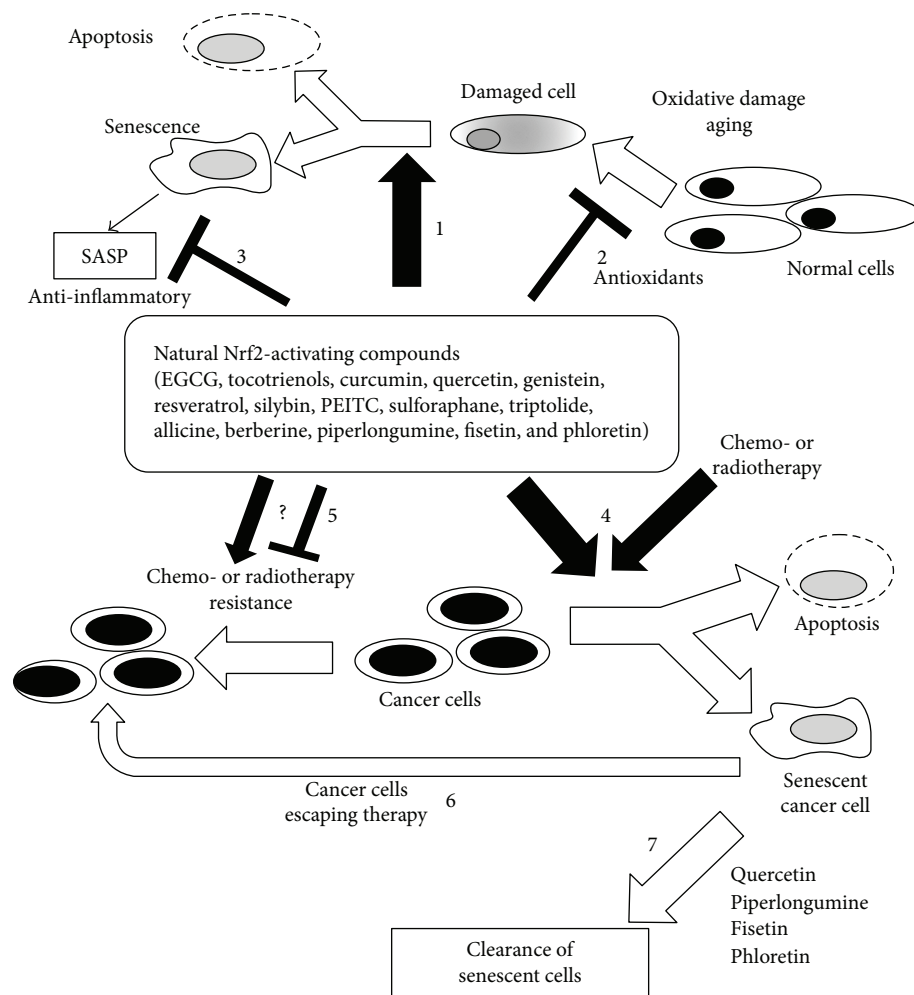 Apoptosis
Damaged cell
Oxidative damage
aging
Senescence
1
SASP
3
2
Antioxidants
Normal cells
Anti-inflammatory
Natural Nrf2-activating compounds
(EGCG, tocotrienols, curcumin, quercetin, genistein,
resveratrol, silybin, PEITC, sulforaphane, triptolide,
allicine, berberine, piperlongumine, fisetin, and phloretin)
Chemo- or
radiotherapy
?
5
4
Chemo- or radiotherapy
resistance
Apoptosis
Cancer cells
Senescent
cancer cell
Cancer cells
escaping therapy
6
7
Quercetin
Piperlongumine
Fisetin
Phloretin
Clearance of
senescent cells